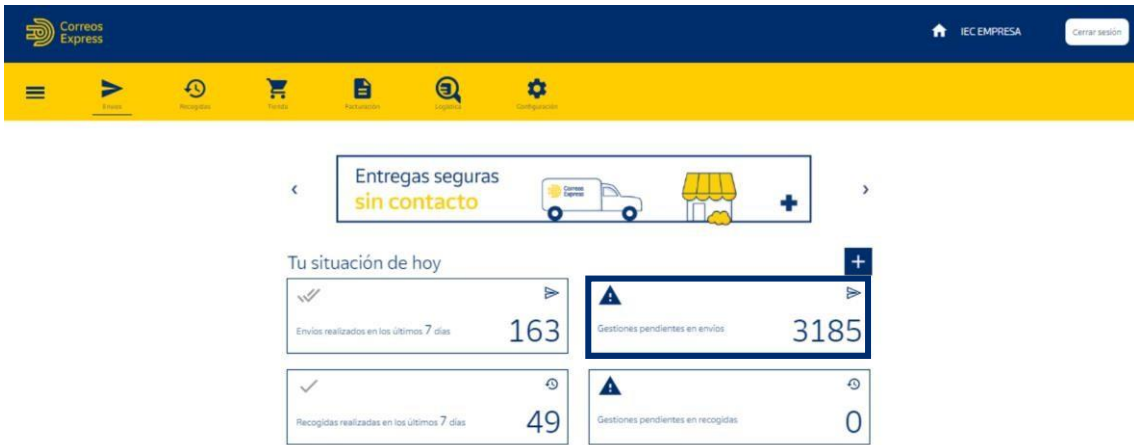 Correos
Express
IEC EMPRESA
Cerrar sesión
Envíos
Recogidas
Tienda
Facturación
Logística
Configuración
Entregas seguras
sin contacto
Correos
Express
Tu situación de hoy
Envíos realizados en los últimos 7 días
163
Gestiones pendientes en envíos
3185
Recogidas realizadas en los últimos 7 días
49
Gestiones pendientes en recogidas
0